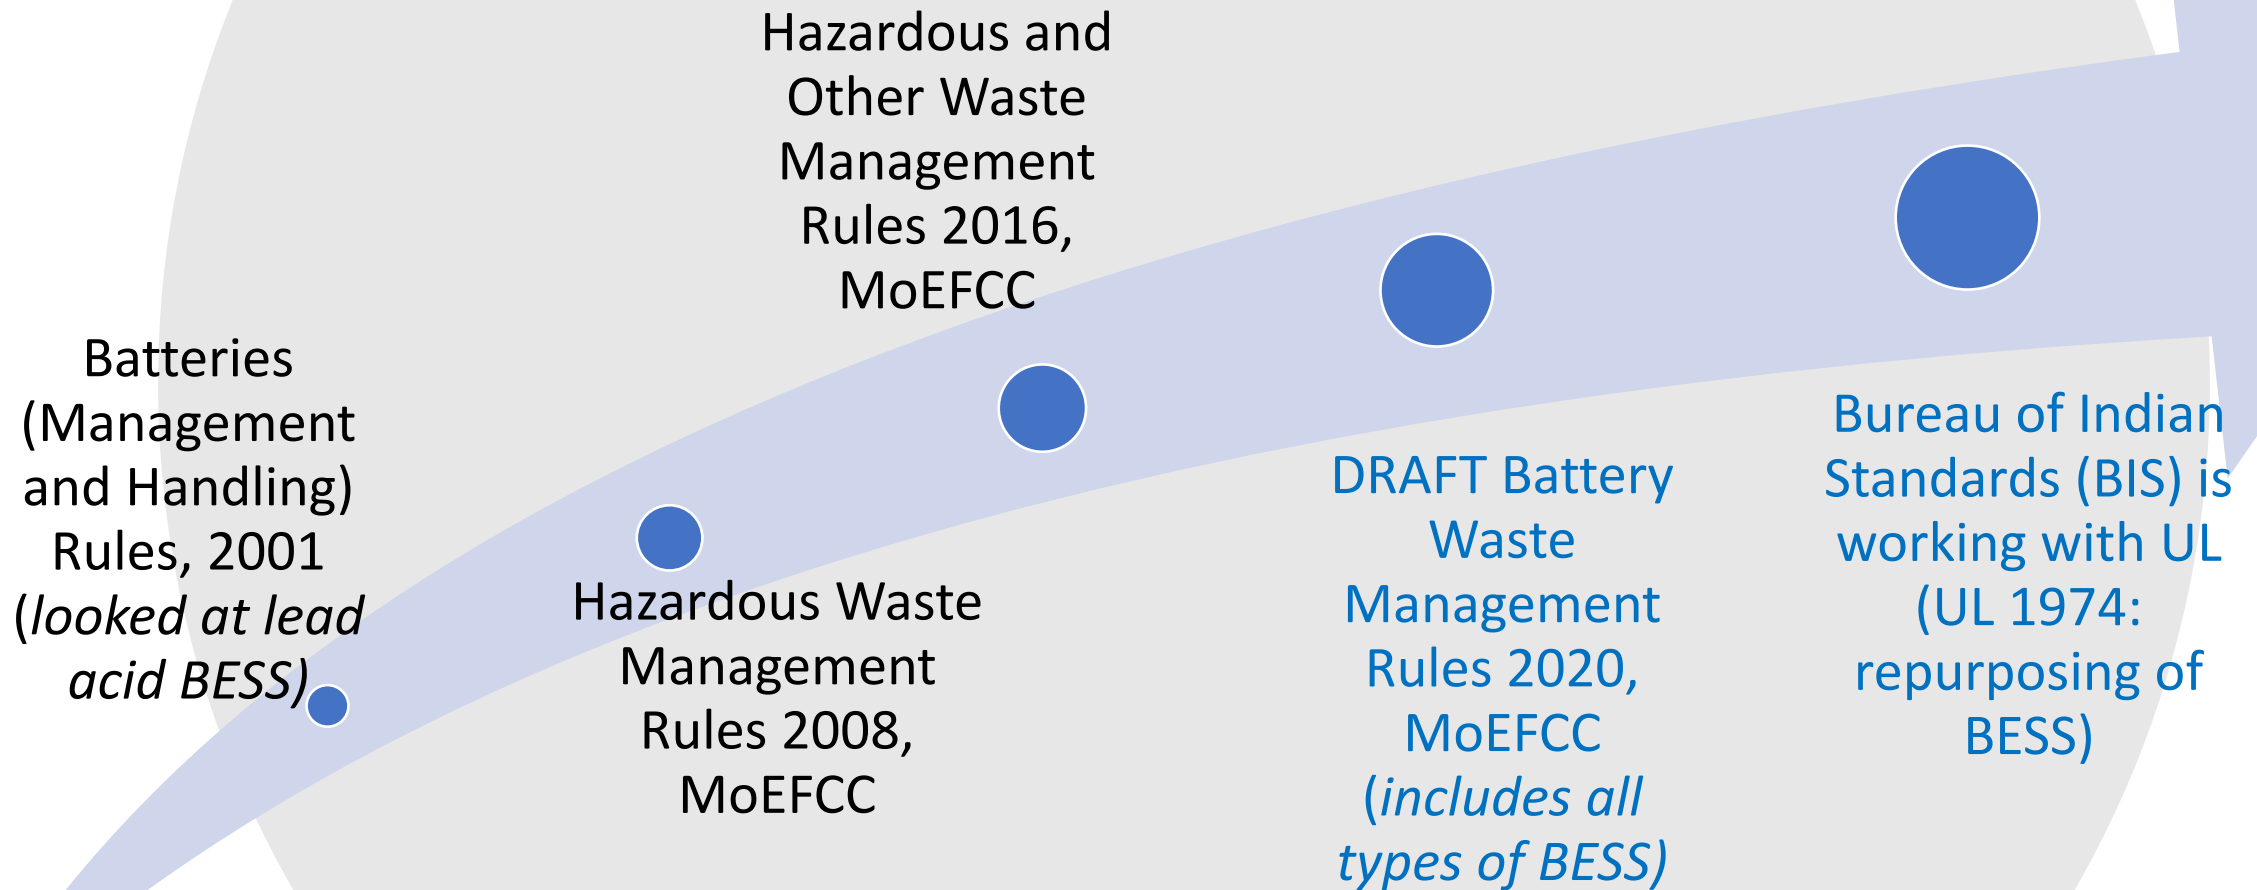 Batteries
(Management
and Handling)
Rules, 2001
(looked at lead
acid BESS)
Hazardous Waste
Management
Rules 2008,
MoEFCC
Hazardous and
Other Waste
Management
Rules 2016,
MoEFCC
DRAFT Battery
Waste
Management
Rules 2020,
MoEFCC
(includes all
types of BESS)
Bureau of Indian
Standards (BIS) is
working with UL
(UL 1974:
repurposing of
BESS)